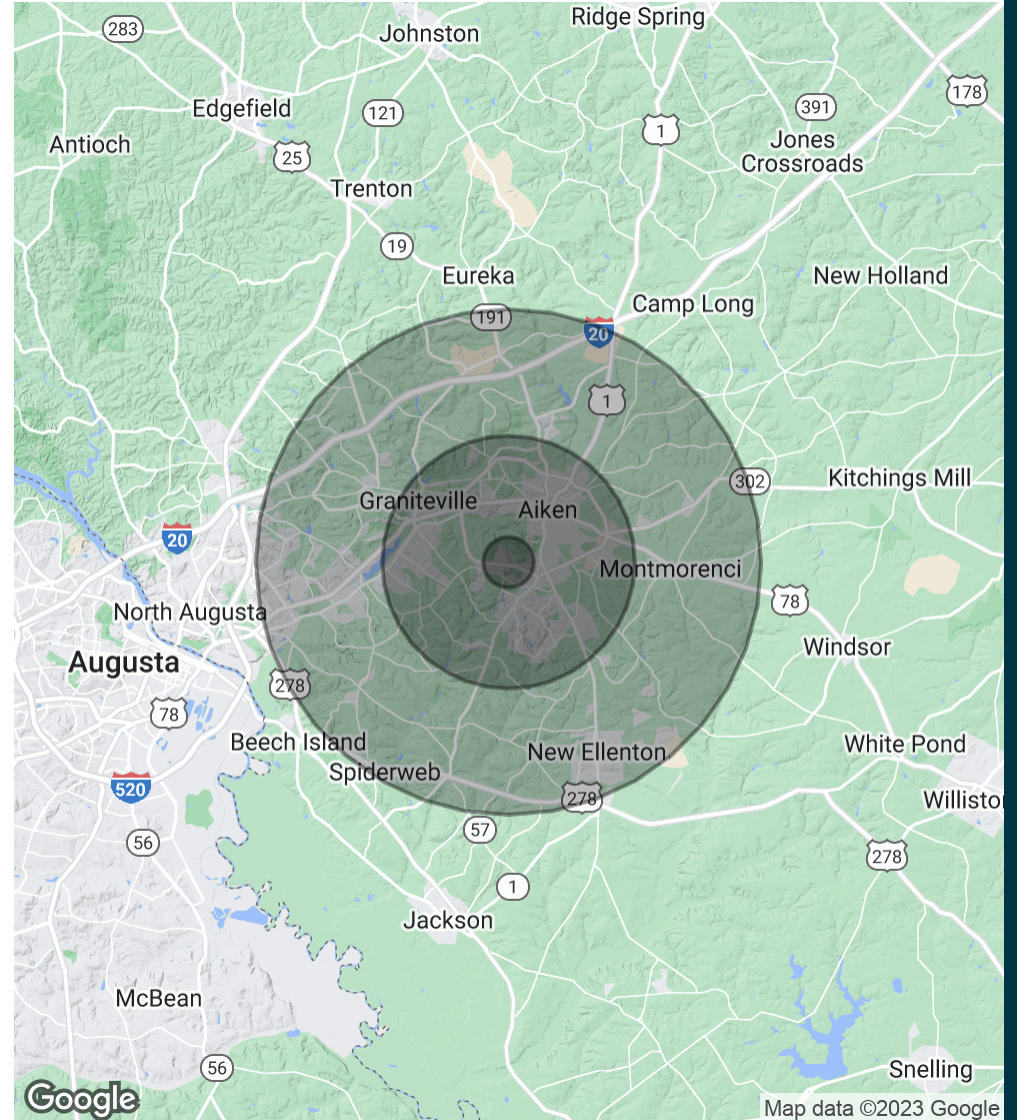 Ridge Spring
283
Johnston
178
Edgefield
121
391
1
Jones
Crossroads
Antioch
25
Trenton
19
Eureka
New Holland
Camp Long
191
20
1
Kitchings Mill
302
Graniteville
Aiken
20
Montmorenci
78
North Augusta
Windsor
Augusta
278
78
Beech Island
New Ellenton
White Pond
Spiderweb
520
278
Willisto
57
56
278
1
Jackson
McBean
56
Snelling
Google
Map data ©2023 Google